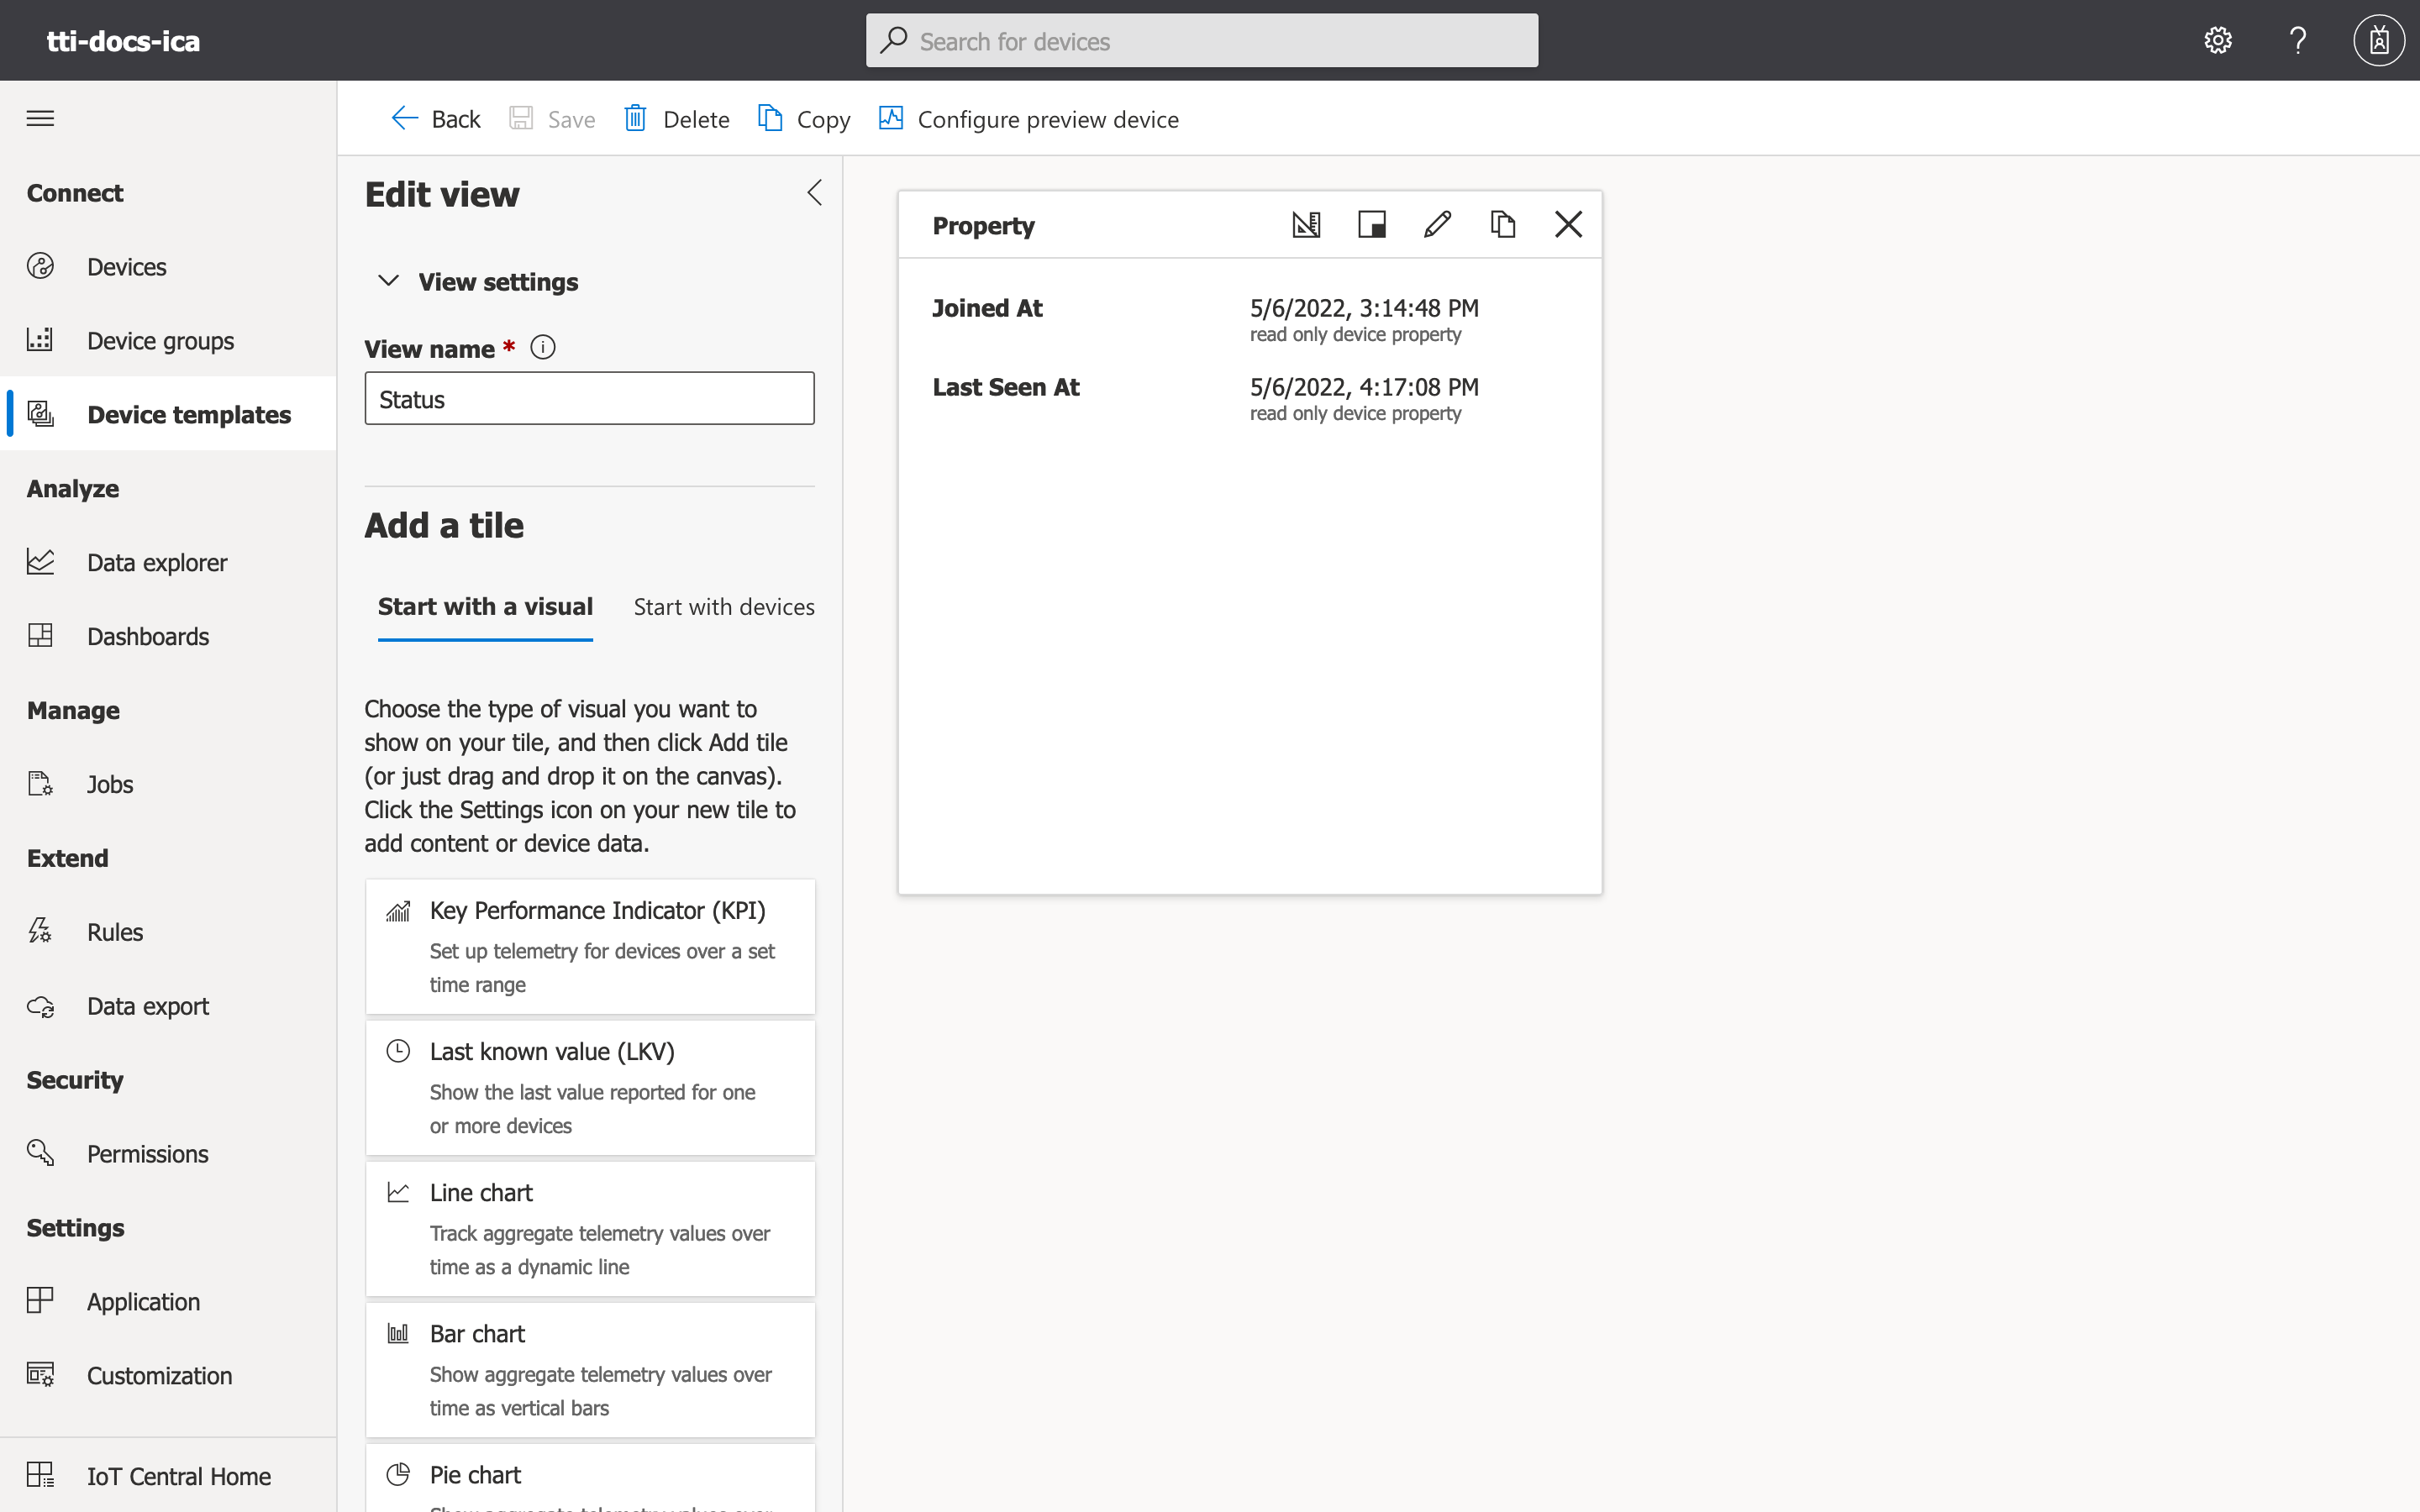 tti-docs-ica
Search for devices
Back
Save
Delete
Copy
Configure preview device
Connect
Devices
Device groups
Device templates
Analyze
Data explorer
Dashboards
Manage
Jobs
Extend
Rules
Data export
Security
Permissions
Settings
Application
Customization
IoT Central Home
Edit view
View settings
View name *
Status
Add a tile
Start with a visual
Start with devices
Choose the type of visual you want to
show on your tile, and then click Add tile
(or just drag and drop it on the canvas).
Click the Settings icon on your new tile to
add content or device data.
Key Performance Indicator (KPI)
Set up telemetry for devices over a set
time range
Last known value (LKV)
Show the last value reported for one
or more devices
Line chart
Track aggregate telemetry values over
time as a dynamic line
Bar chart
Show aggregate telemetry values over
time as vertical bars
Pie chart
Property
Joined At
5/6/2022, 3:14:48 PM
read only device property
Last Seen At
5/6/2022, 4:17:08 PM
read only device property